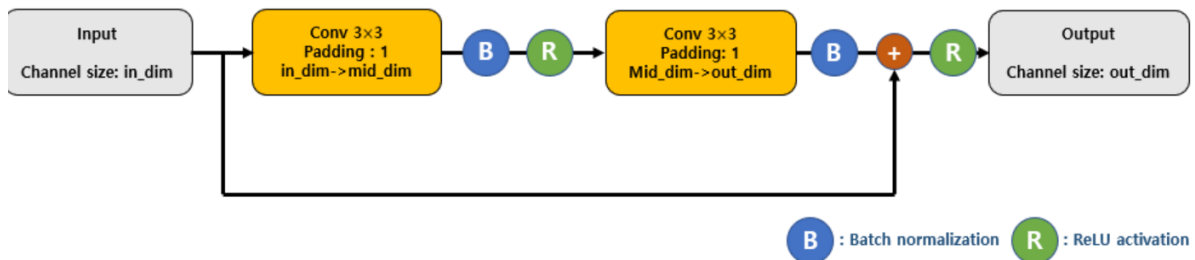 Input
Channel size: in_dim
Conv 3×3
Padding : 1
in_dim->mid_dim
B
R
Conv 3×3
Padding: 1
Mid_dim->out_dim
B
+
R
Output
Channel size: out_dim
B : Batch normalization
R : ReLU activation